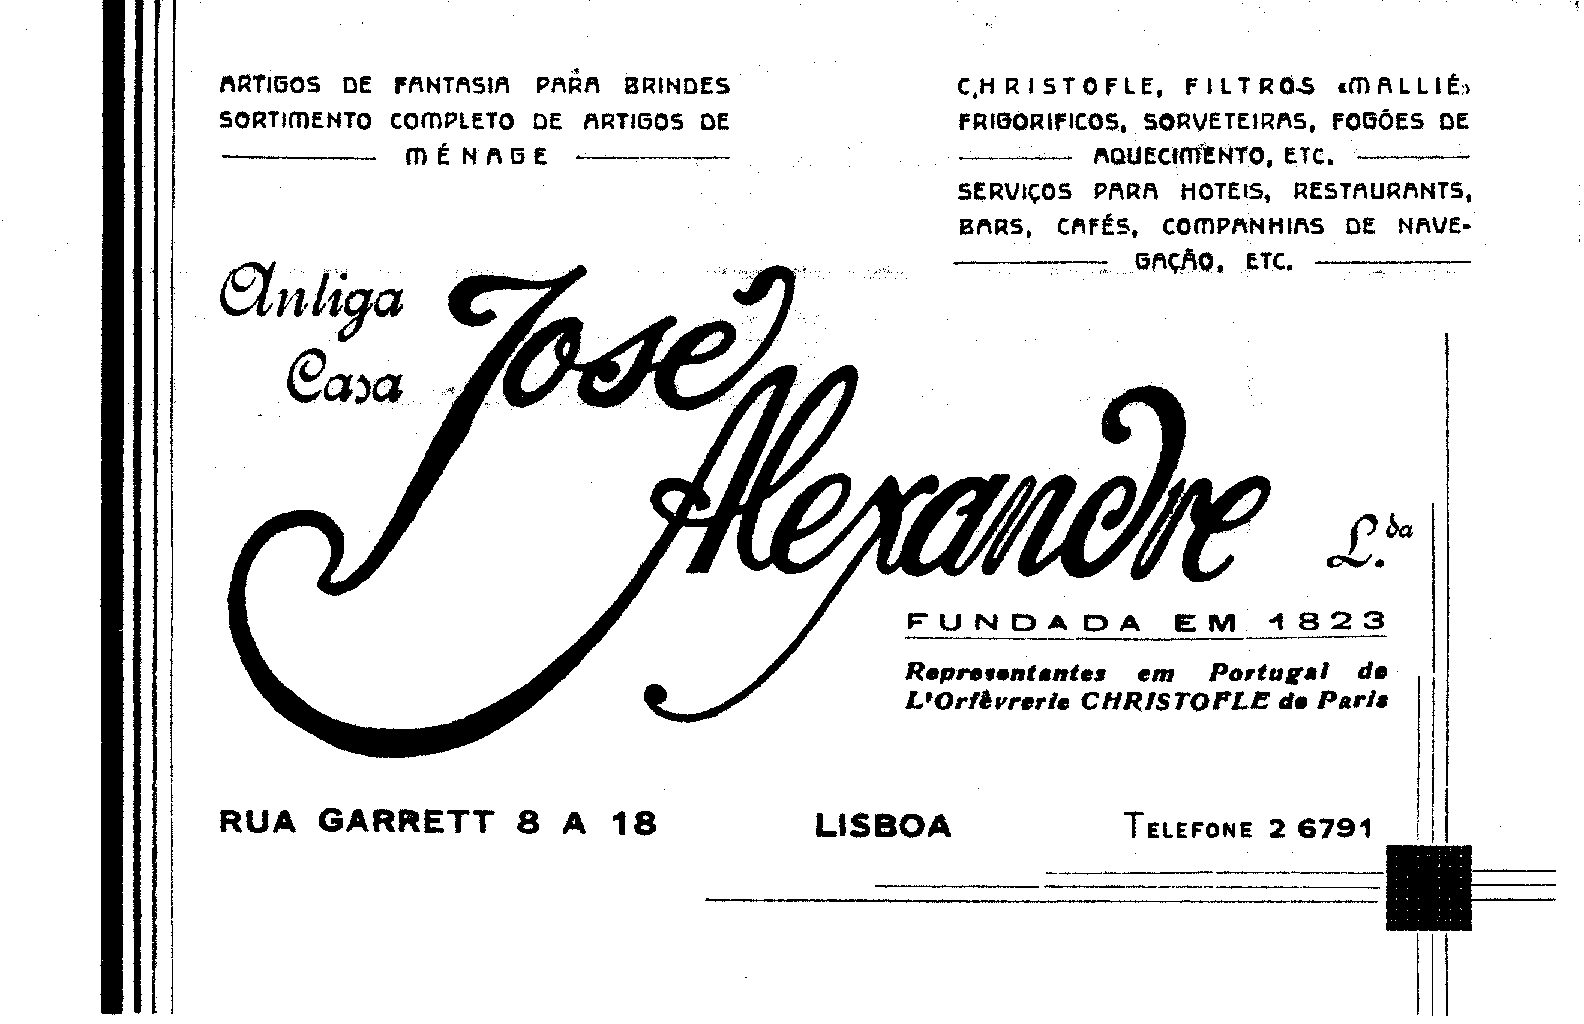 ARTIGOS DE FANTASIA PARA BRINDES
SORTIMENTO COMPLETO DE ARTIGOS DE
MÉNAGE
CHRISTOFLE, FILTROS «MALLIÉ»
FRIGORIFICOS, SORVETEIRAS, FOGÕES DE
AQUECIMENTO, ETC.
SERVIÇOS PARA HOTEIS, RESTAURANTS,
BARS, CAFÉS, COMPANHIAS DE NAVE-
GAÇÃO, ETC.
Antiga
Casa
José
Alexandre
L.da
FUNDADA EM 1823
Representantes em Portugal de
L'Orfèvrerie CHRISTOFLE de Paris
RUA GARRETT 8 A 18 LISBOA TELEFONE 2 6791